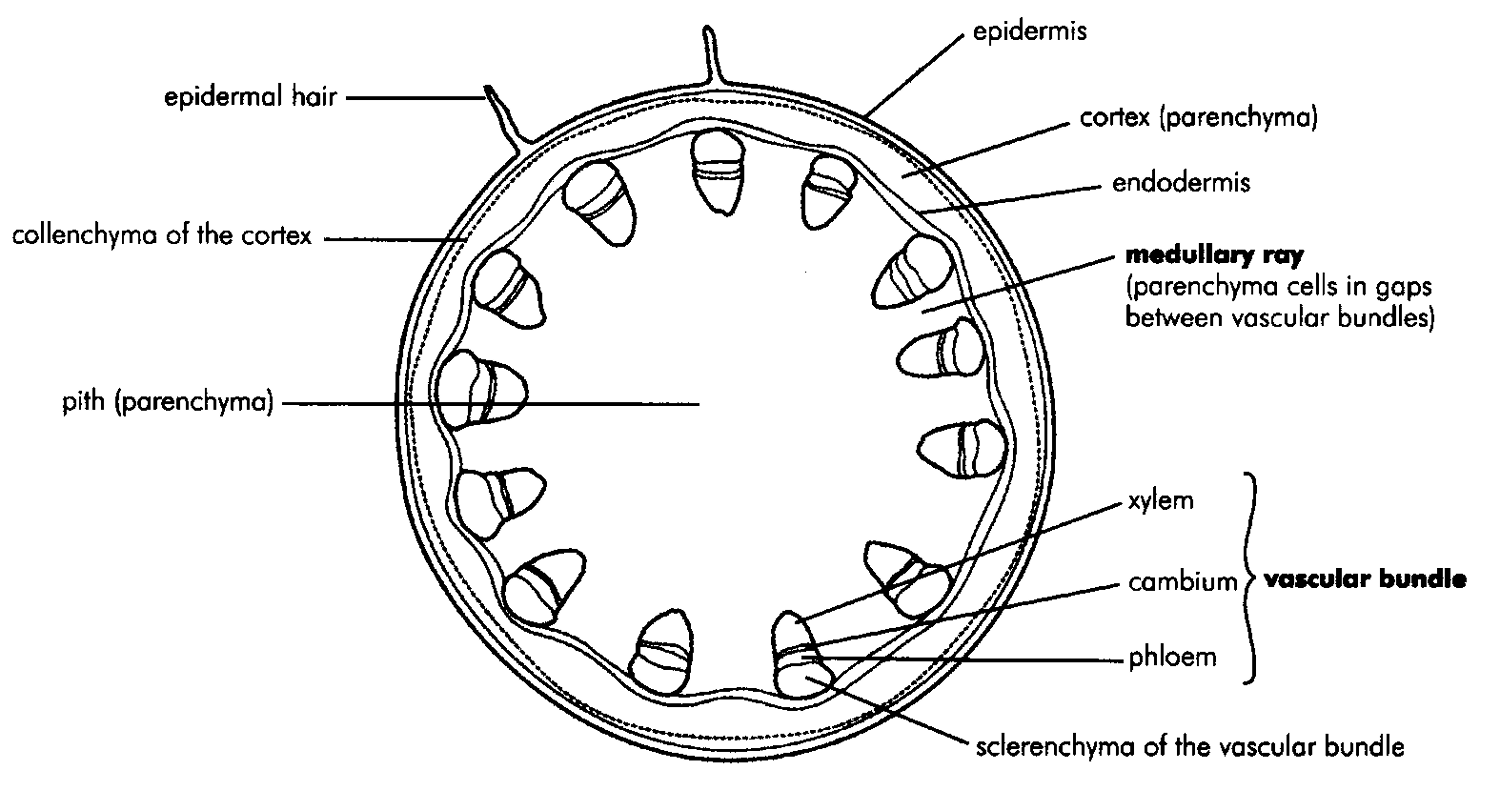 epidermis
epidermal hair
cortex (parenchyma)
endodermis
collenchyma of the cortex
medullary ray
(parenchyma cells in gaps
between vascular bundles)
pith (parenchyma)
xylem
cambium
vascular bundle
phloem
sclerenchyma of the vascular bundle